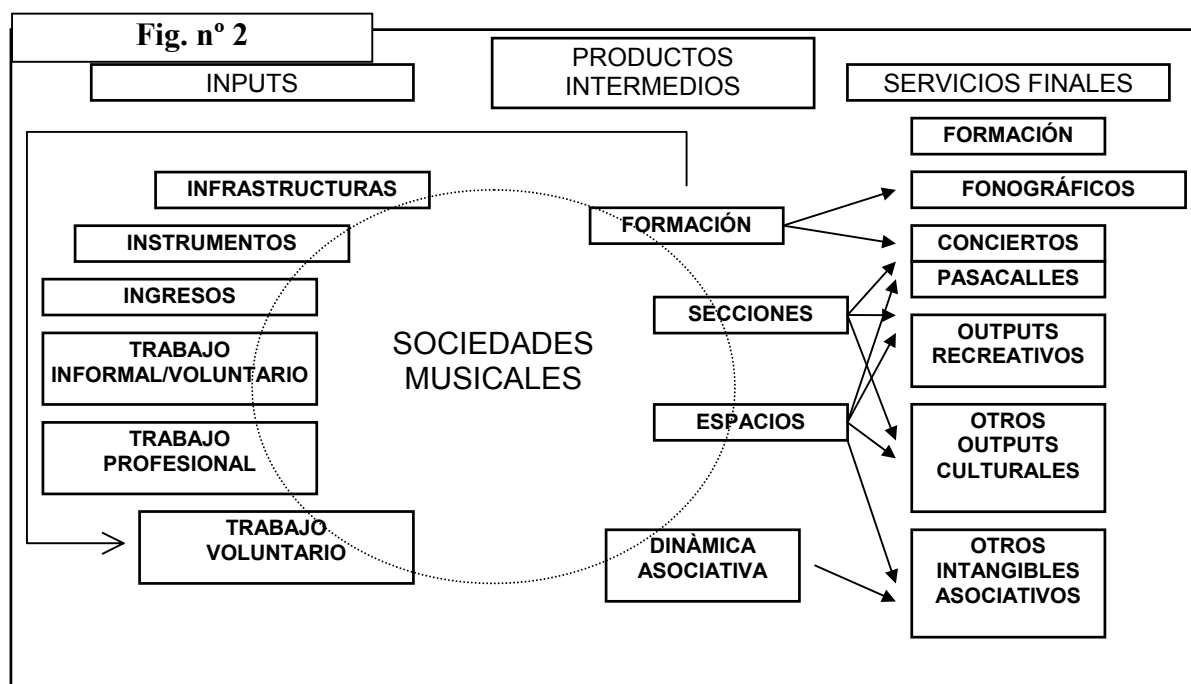 Fig. nº 2
INPUTS
PRODUCTOS
INTERMEDIOS
SERVICIOS FINALES
INFRASTRUCTURAS
INSTRUMENTOS
INGRESOS
TRABAJO
INFORMAL/VOLUNTARIO
TRABAJO
PROFESIONAL
TRABAJO
VOLUNTARIO
SOCIEDADES
MUSICALES
FORMACIÓN
SECCIONES
ESPACIOS
DINÀMICA
ASOCIATIVA
FORMACIÓN
FONOGRÁFICOS
CONCIERTOS
PASACALLES
OUTPUTS
RECREATIVOS
OTROS
OUTPUTS
CULTURALES
OTROS
INTANGIBLES
ASOCIATIVOS